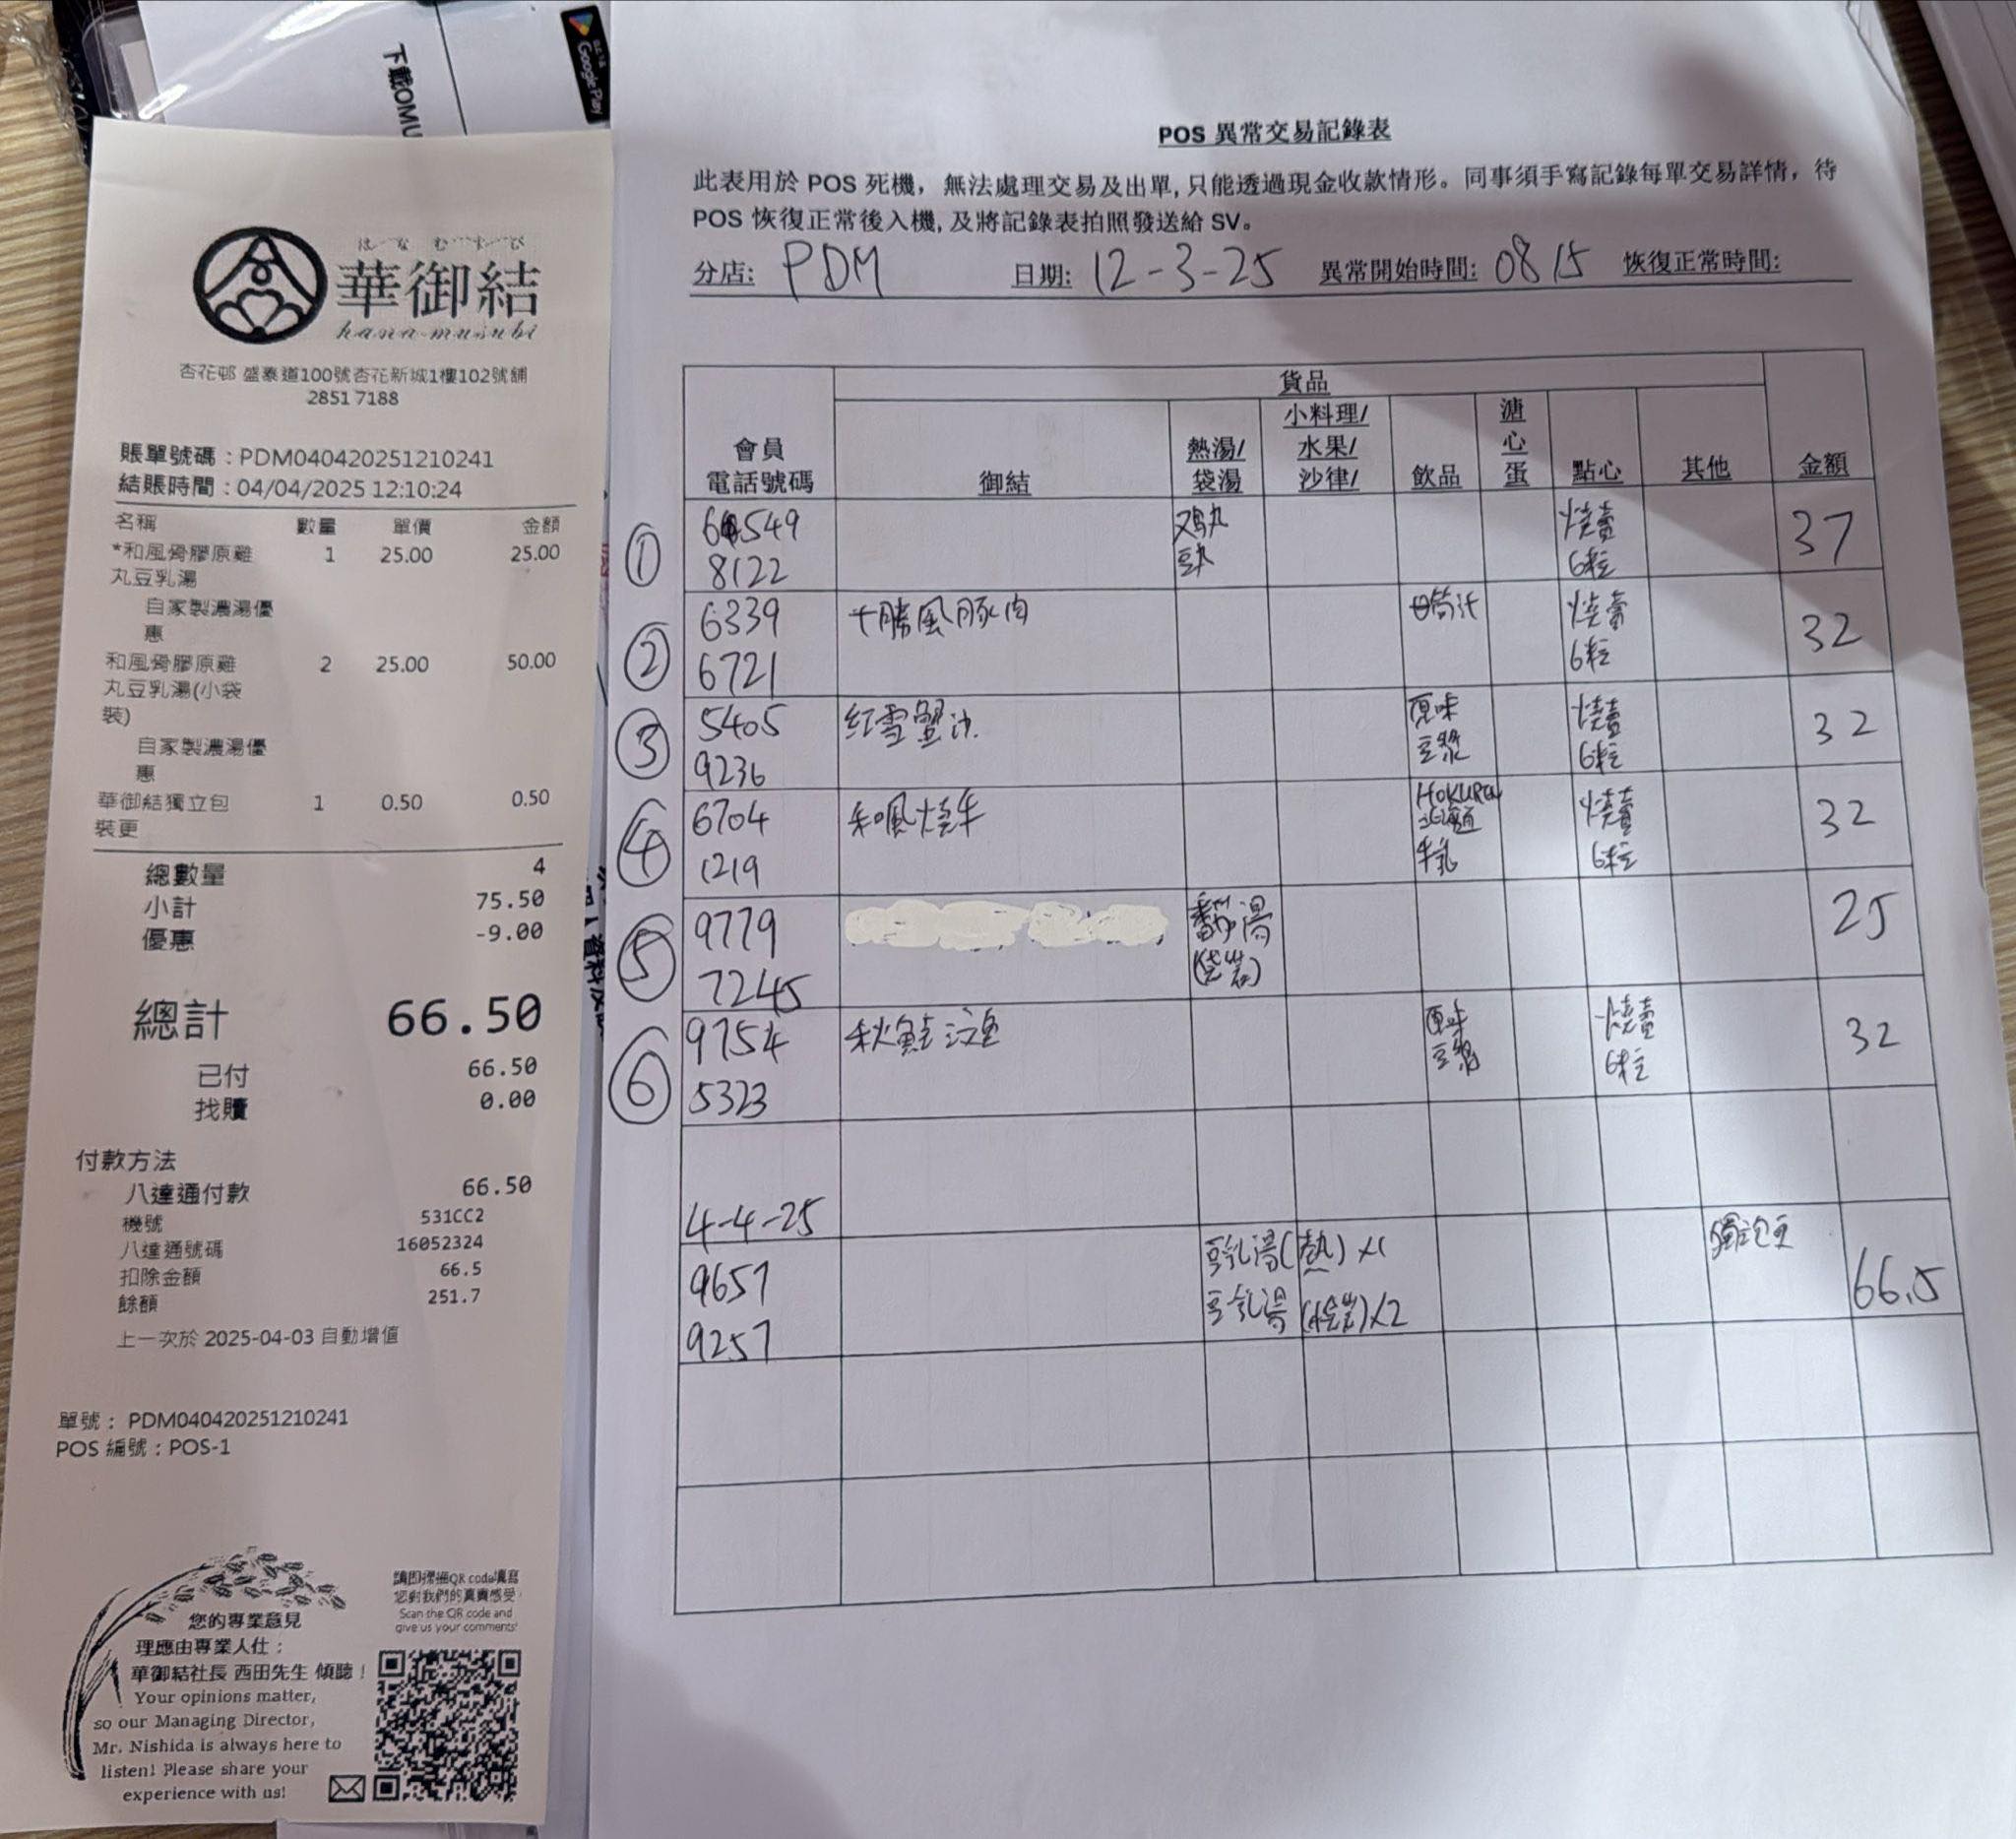 下載OMU
Google Play
はなむすび
華御結
hana-musubi
杏花邨 盛泰道100號杏花新城1樓102號舖
2851 7188
賬單號碼：PDM040420251210241
結賬時間：04/04/2025 12:10:24
名稱 數量 單價 金額
*和風骨膠原雞 1 25.00 25.00
丸豆乳湯
自家製濃湯優
惠
和風骨膠原雞 2 25.00 50.00
丸豆乳湯(小袋
裝)
自家製濃湯優
惠
華御結獨立包 1 0.50 0.50
裝更
總數量 4
小計 75.50
優惠 -9.00
總計 66.50
已付 66.50
找贖 0.00
付款方法
八達通付款 66.50
機號 531CC2
八達通號碼 16052324
扣除金額 66.5
餘額 251.7
上一次於 2025-04-03 自動增值
單號： PDM040420251210241
POS 編號：POS-1
您的專業意見
理應由專業人仕：
華御結社長 西田先生 傾聽！
Your opinions matter,
so our Managing Director,
Mr. Nishida is always here to
listen! Please share your
experience with us!
請即掃描QR code填寫
您對我們的真實感受!
Scan the QR code and
give us your comments!
POS 異常交易記錄表
此表用於 POS 死機，無法處理交易及出單, 只能透過現金收款情形。同事須手寫記錄每單交易詳情，待
POS 恢復正常後入機, 及將記錄表拍照發送給 SV。
分店: PDM 日期: 12-3-25 異常開始時間: 0815 恢復正常時間:
貨品
會員
電話號碼
御結
熱湯/
袋湯
小料理/
水果/
沙律/
飲品
溏
心
蛋
點心
其他
金額
① 549 燒賣 37
8122 6粒
② 6339 十勝風豚肉 燒賣 32
6721 6粒
③ 5405 紅雪蟹沙 原味 燒賣 32
9236 豆漿 6粒
④ 6704 和風燒牛 HOKUREN 燒賣 32
1219 北海道 6粒
牛乳
⑤ 9779 25
7245 (袋裝)
⑥ 9754 秋鮭 原味 燒賣 32
5323 豆漿 6粒
4-4-25
9657 豆乳湯(熱) x1 66.5
9257 豆乳湯 x2